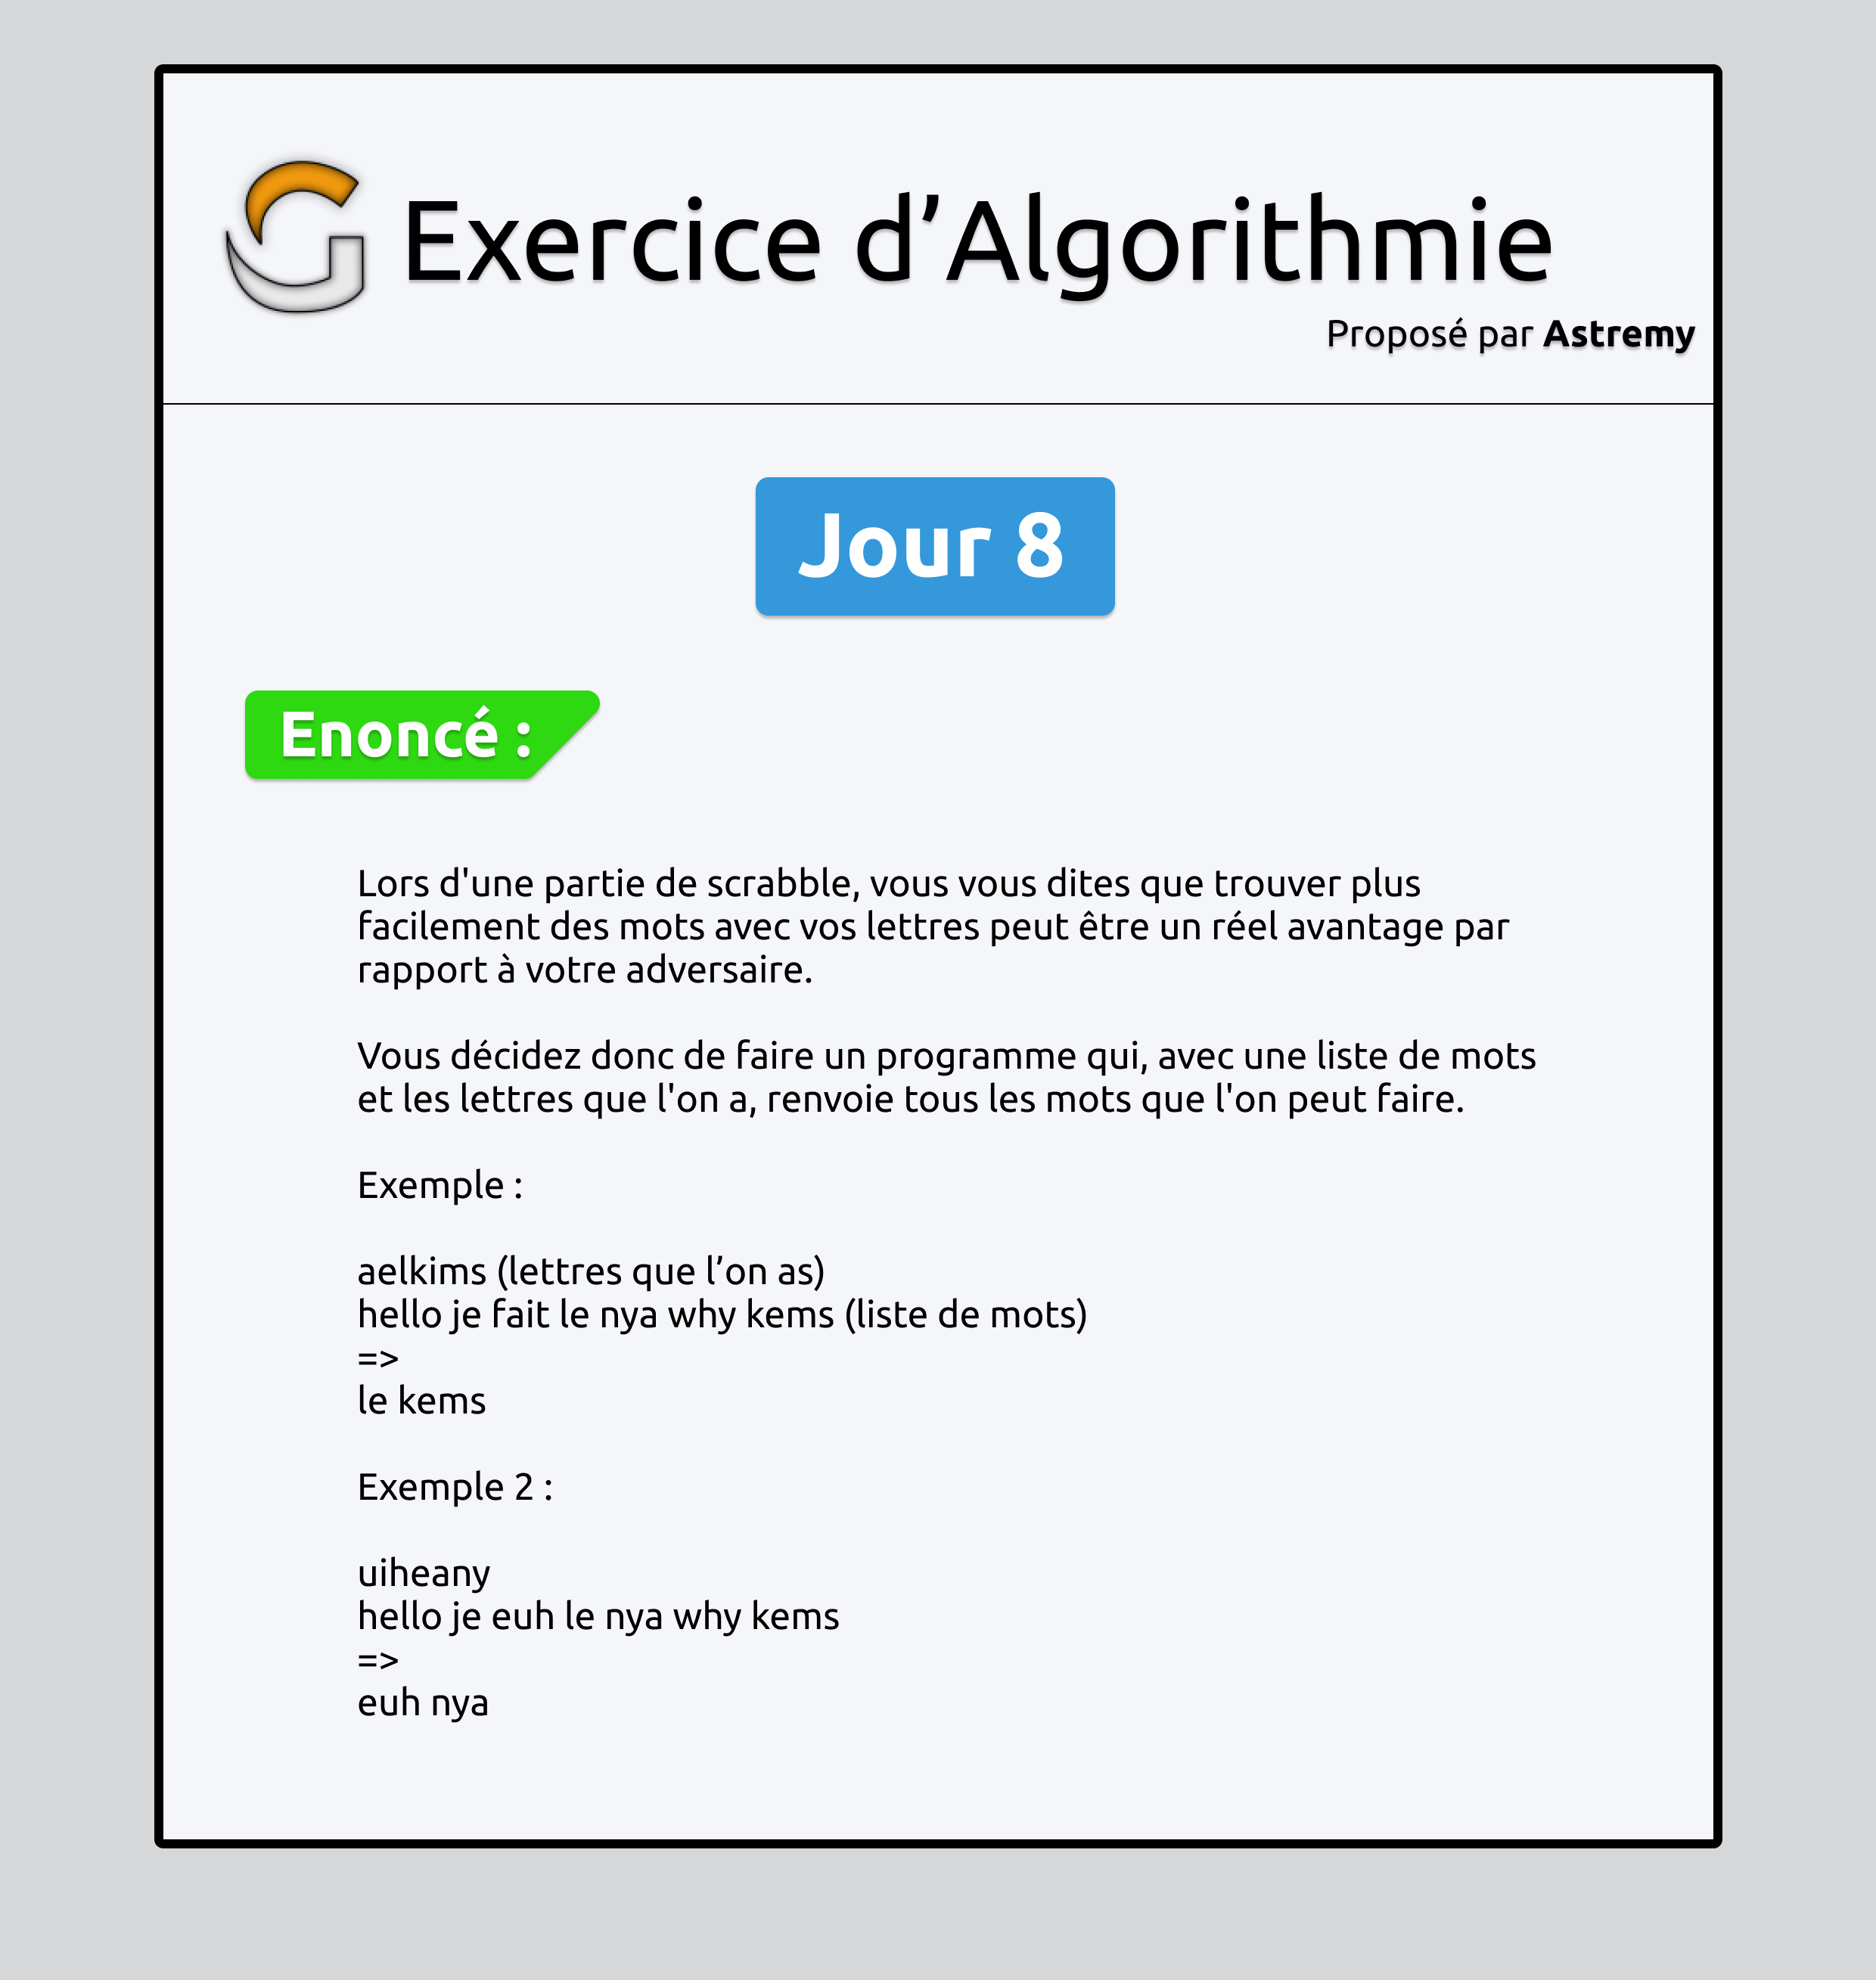 Exercice d’Algorithmie
Proposé par Astremy
Jour 8
Enoncé :
Lors d'une partie de scrabble, vous vous dites que trouver plus
facilement des mots avec vos lettres peut être un réel avantage par
rapport à votre adversaire.
Vous décidez donc de faire un programme qui, avec une liste de mots
et les lettres que l'on a, renvoie tous les mots que l'on peut faire.
Exemple :
aelkims (lettres que l’on as)
hello je fait le nya why kems (liste de mots)
=>
le kems
Exemple 2 :
uiheany
hello je euh le nya why kems
=>
euh nya